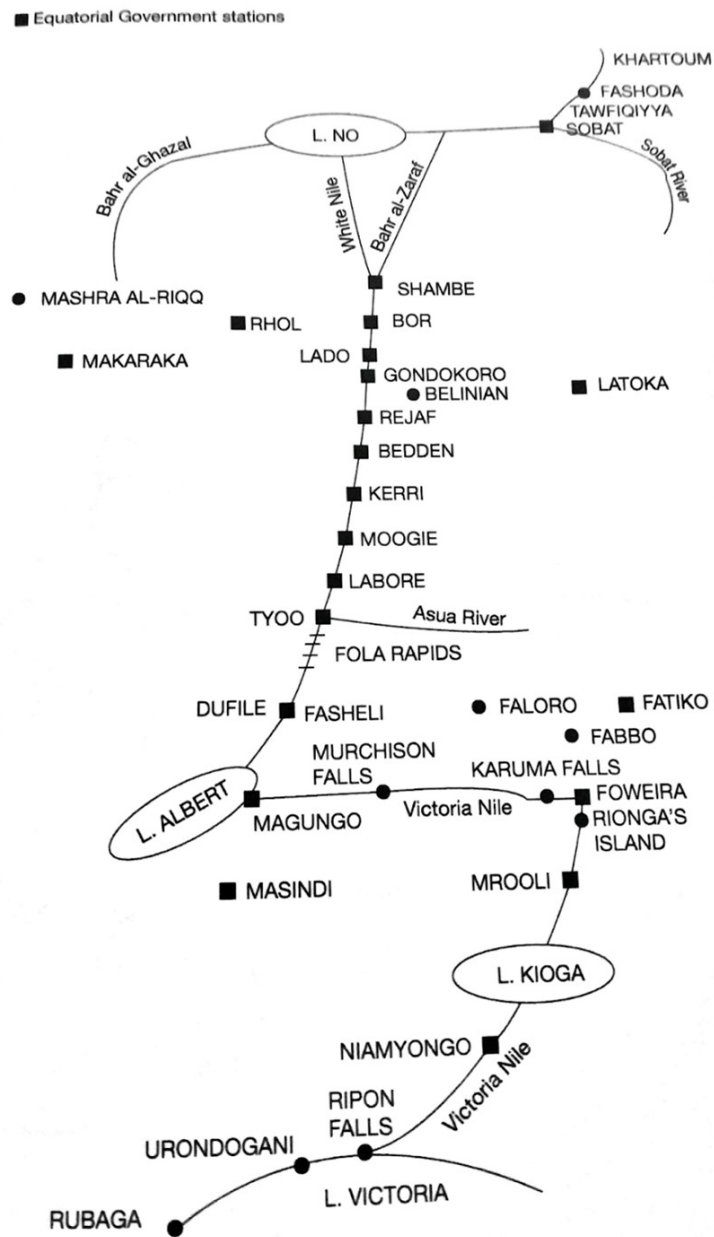 Equatorial Government stations
KHARTOUM
FASHODA
TAWFIQIYYA
SOBAT
L. NO
Bahr al-Ghazal
White Nile
Bahr al-Zaraf
Sobat River
SHAMBE
MASHRA AL-RIQQ
RHOL
BOR
LADO
MAKARAKA
GONDOKORO
BELINIAN
LATOKA
REJAF
BEDDEN
KERRI
MOOGIE
LABORE
TYOO
Asua River
FOLA RAPIDS
DUFILE
FASHELI
FALORO
FATIKO
FABBO
MURCHISON
FALLS
KARUMA FALLS
L. ALBERT
MAGUNGO
Victoria Nile
FOWEIRA
RIONGA'S
ISLAND
MASINDI
MROOLI
L. KIOGA
NIAMYONGO
Victoria Nile
RIPON
FALLS
URONDOGANI
L. VICTORIA
RUBAGA